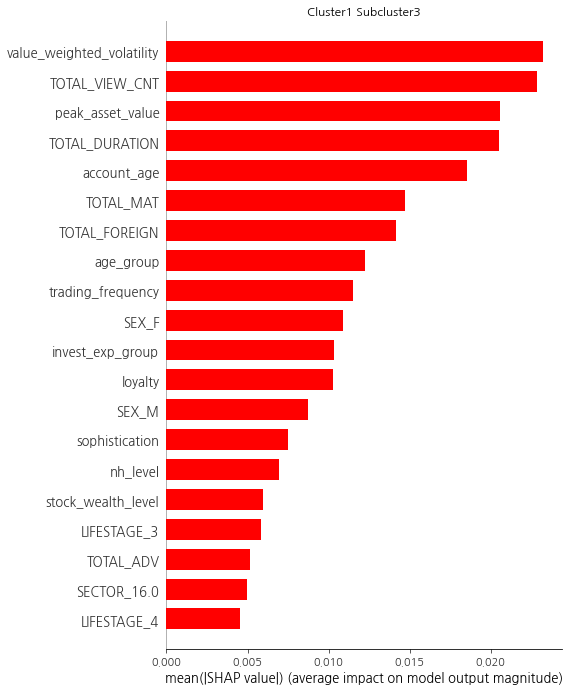 Cluster1 Subcluster3
value_weighted_volatility
TOTAL_VIEW_CNT
peak_asset_value
TOTAL_DURATION
account_age
TOTAL_MAT
TOTAL_FOREIGN
age_group
trading_frequency
SEX_F
invest_exp_group
loyalty
SEX_M
sophistication
nh_level
stock_wealth_level
LIFESTAGE_3
TOTAL_ADV
SECTOR_16.0
LIFESTAGE_4
0.000 0.005 0.010 0.015 0.020
mean(|SHAP value|) (average impact on model output magnitude)